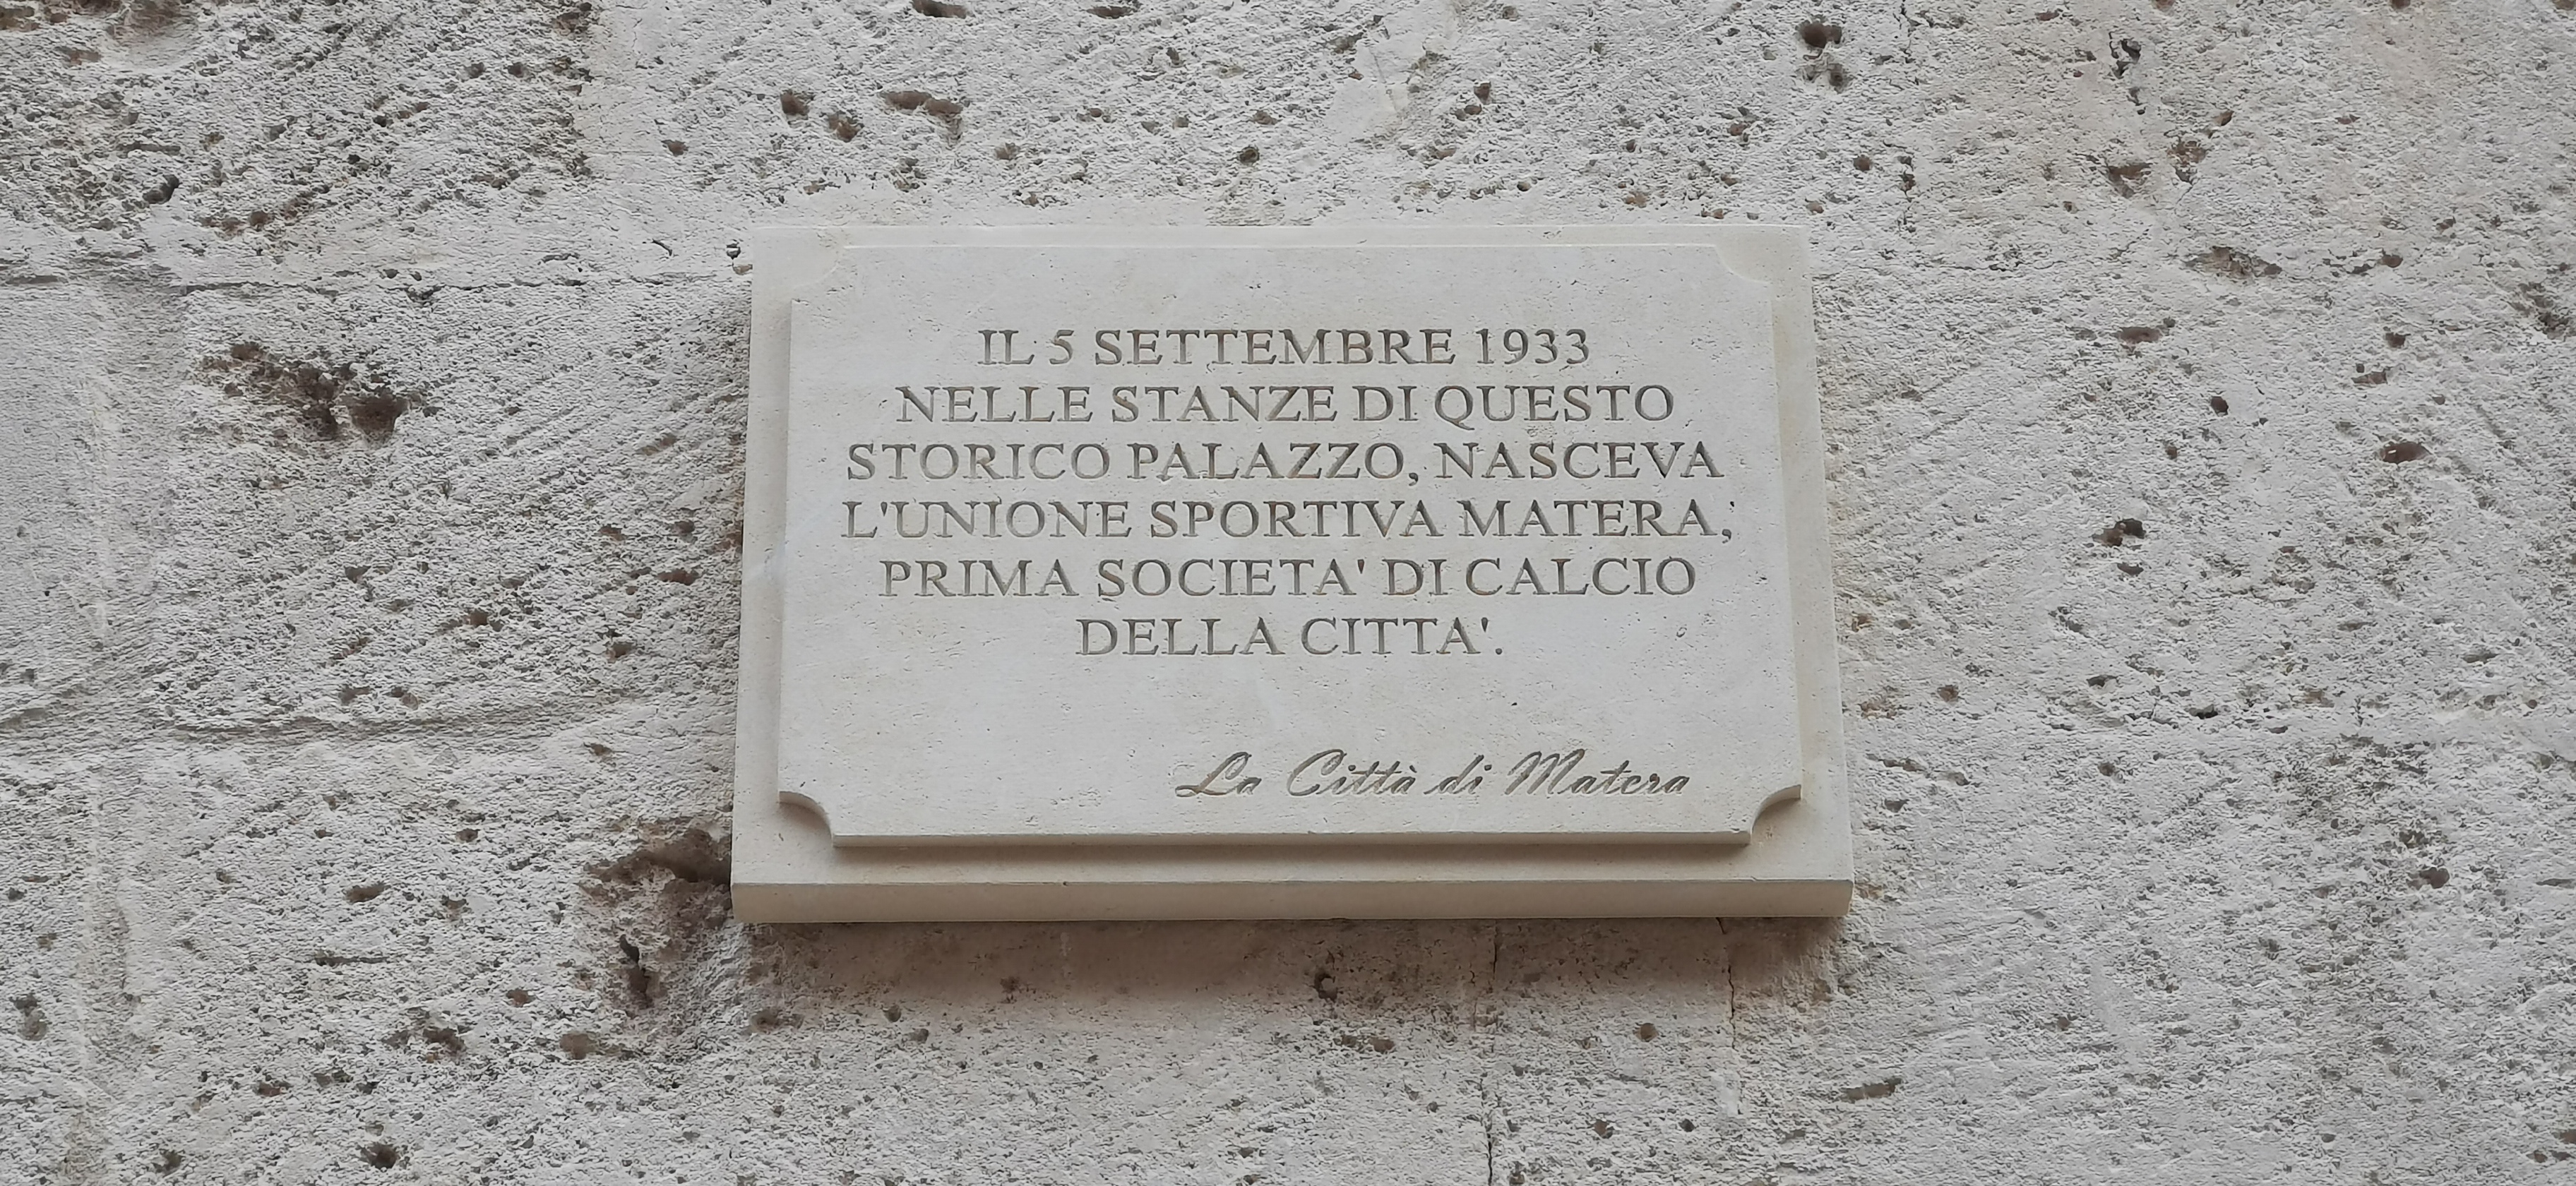 IL 5 SETTEMBRE 1933
NELLE STANZE DI QUESTO
STORICO PALAZZO, NASCEVA
L'UNIONE SPORTIVA MATERA,
PRIMA SOCIETA' DI CALCIO
DELLA CITTA'.
La Città di Matera